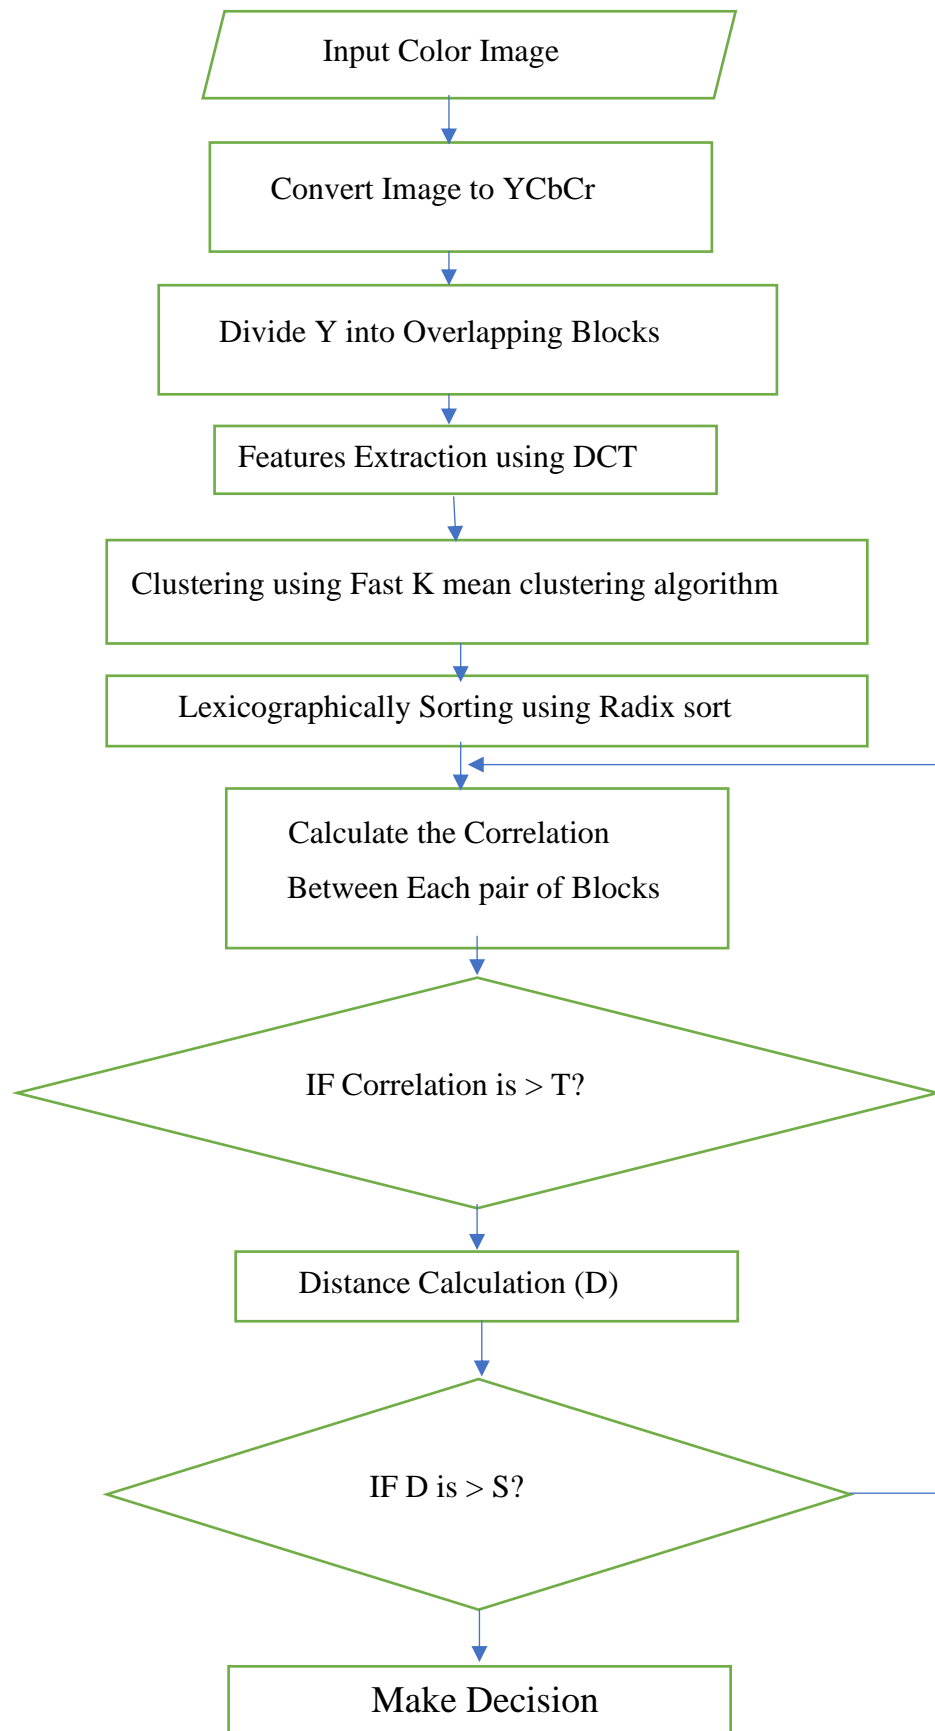 Input Color Image
Convert Image to YCbCr
Divide Y into Overlapping Blocks
Features Extraction using DCT
Clustering using Fast K mean clustering algorithm
Lexicographically Sorting using Radix sort
Calculate the Correlation
Between Each pair of Blocks
IF Correlation is > T?
Distance Calculation (D)
IF D is > S?
Make Decision